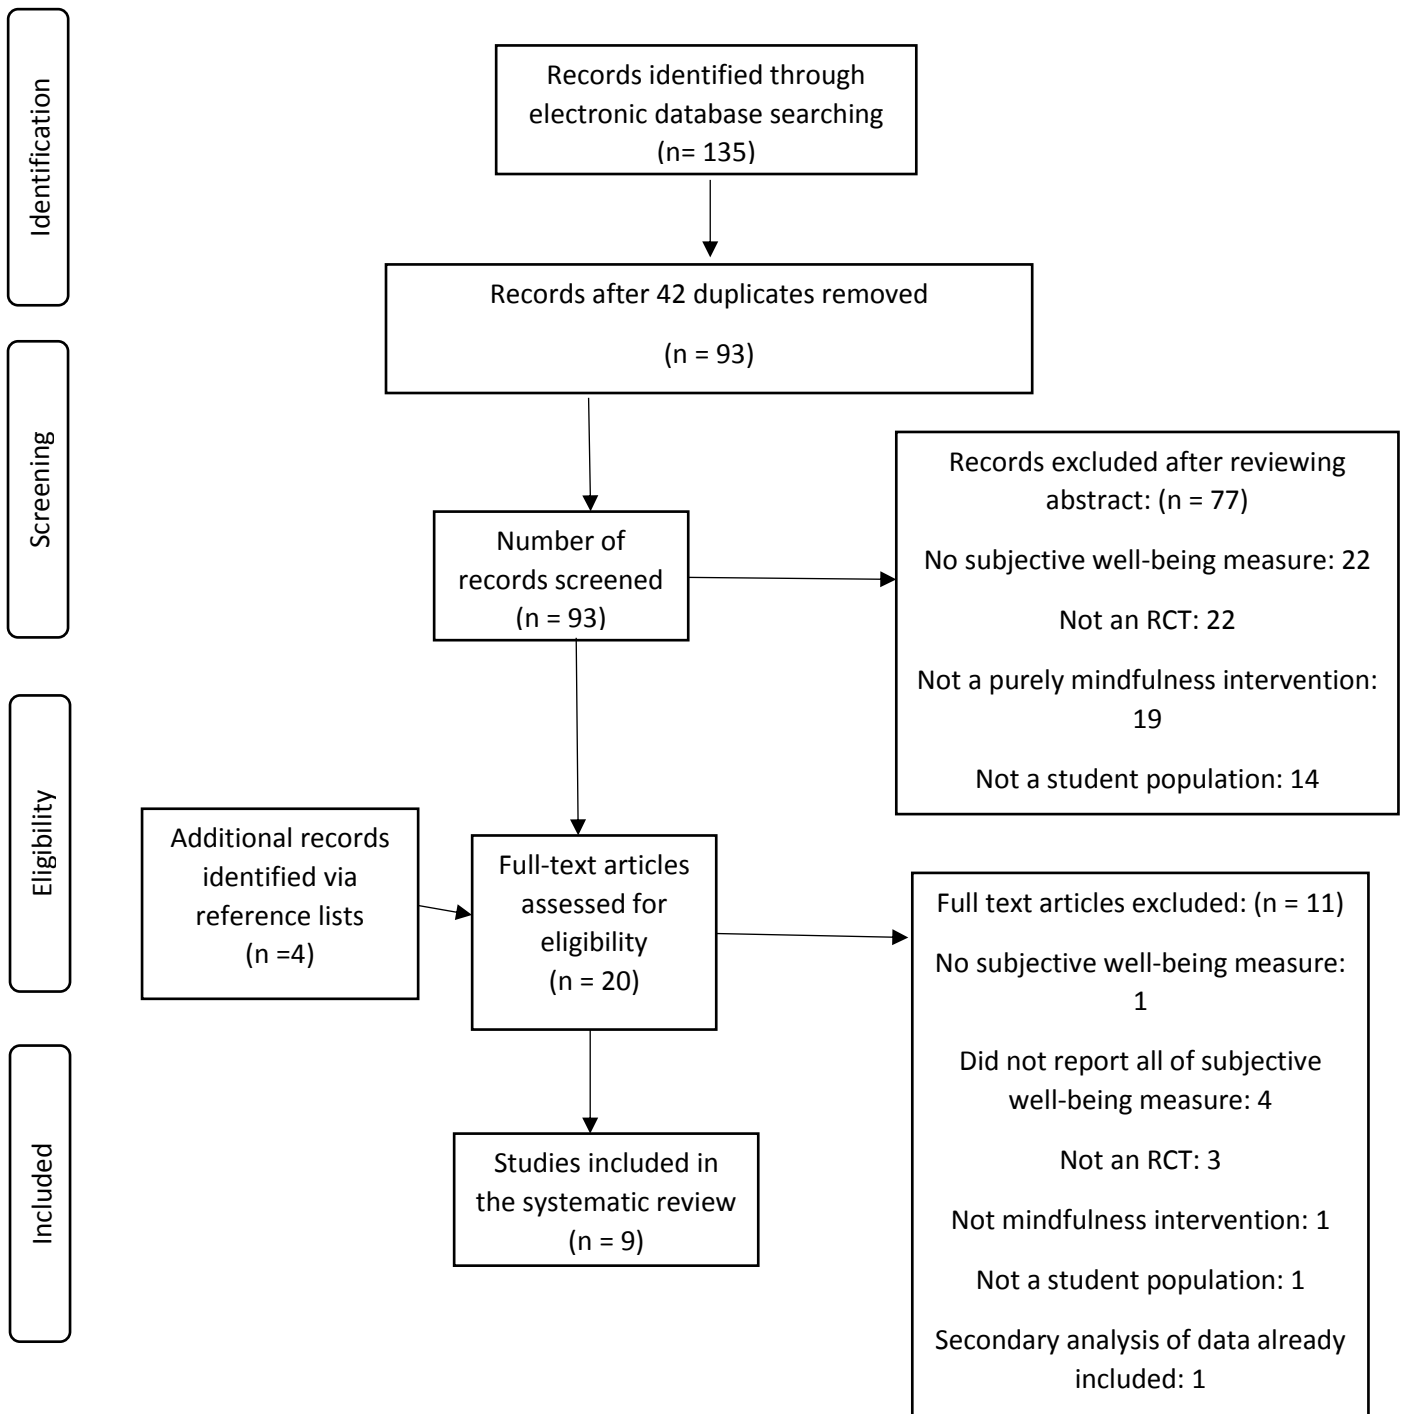 Identification
Records identified through
electronic database searching
(n= 135)
Records after 42 duplicates removed
(n = 93)
Screening
Number of
records screened
(n = 93)
Records excluded after reviewing
abstract: (n = 77)
No subjective well-being measure: 22
Not an RCT: 22
Not a purely mindfulness intervention:
19
Not a student population: 14
Eligibility
Additional records
identified via
reference lists
(n =4)
Full-text articles
assessed for
eligibility
(n = 20)
Full text articles excluded: (n = 11)
No subjective well-being measure:
1
Did not report all of subjective
well-being measure: 4
Not an RCT: 3
Not mindfulness intervention: 1
Not a student population: 1
Secondary analysis of data already
included: 1
Included
Studies included in
the systematic review
(n = 9)